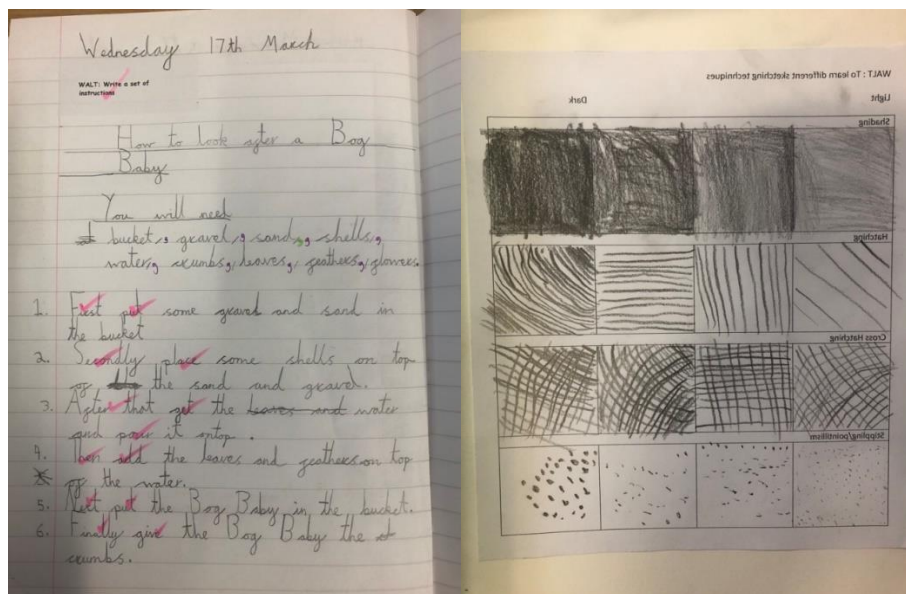 Wednesday 17th March
WALT: Write a set of
instructions
How to look after a Bog
Baby
You will need
bucket, gravel, sand, shells,
water, crumbs, leaves, feathers, flowers.
1. First put some gravel and sand in
the bucket
2. Secondly place some shells on top
of the sand and gravel.
3. After that get the leaves and water
and pour it ontop.
4. Then add the leaves and feathers on top
of the water.
5. Next put the Bog Baby in the bucket.
6. Finally give the Bog Baby the
crumbs.
WALT: To learn different sketching techniques
Light Dark
Shading
Hatching
Cross Hatching
Stippling/pointilism